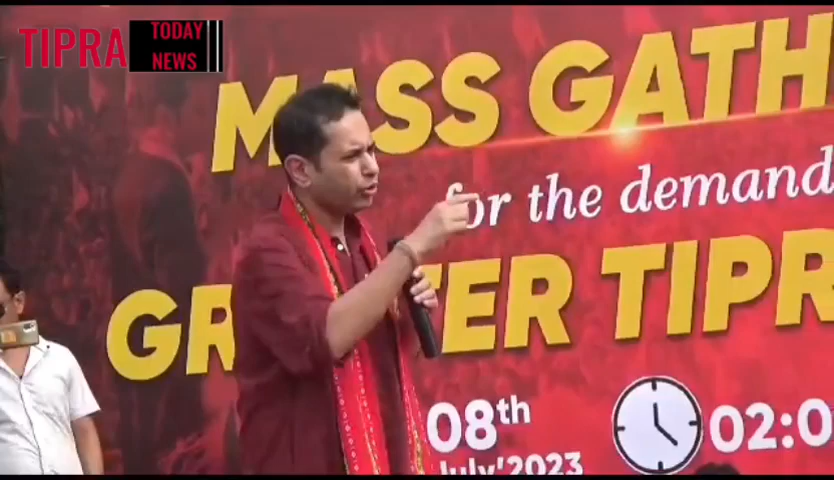 TIPRA TODAY
NEWS
MASS GATH
for the demand
GR TER TIPR
08th
July'2023
02:0